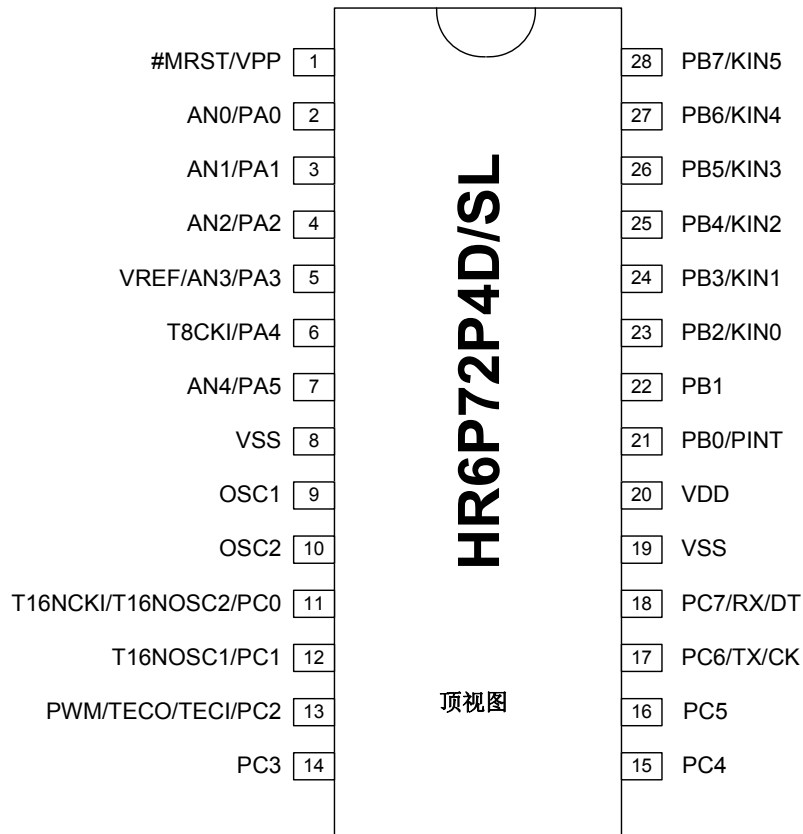 #MRST/VPP 1
AN0/PA0 2
AN1/PA1 3
AN2/PA2 4
VREF/AN3/PA3 5
T8CKI/PA4 6
AN4/PA5 7
VSS 8
OSC1 9
OSC2 10
T16NCKI/T16NOSC2/PC0 11
T16NOSC1/PC1 12
PWM/TECO/TECI/PC2 13
PC3 14
HR6P72P4D/SL
顶视图
28 PB7/KIN5
27 PB6/KIN4
26 PB5/KIN3
25 PB4/KIN2
24 PB3/KIN1
23 PB2/KIN0
22 PB1
21 PB0/PINT
20 VDD
19 VSS
18 PC7/RX/DT
17 PC6/TX/CK
16 PC5
15 PC4